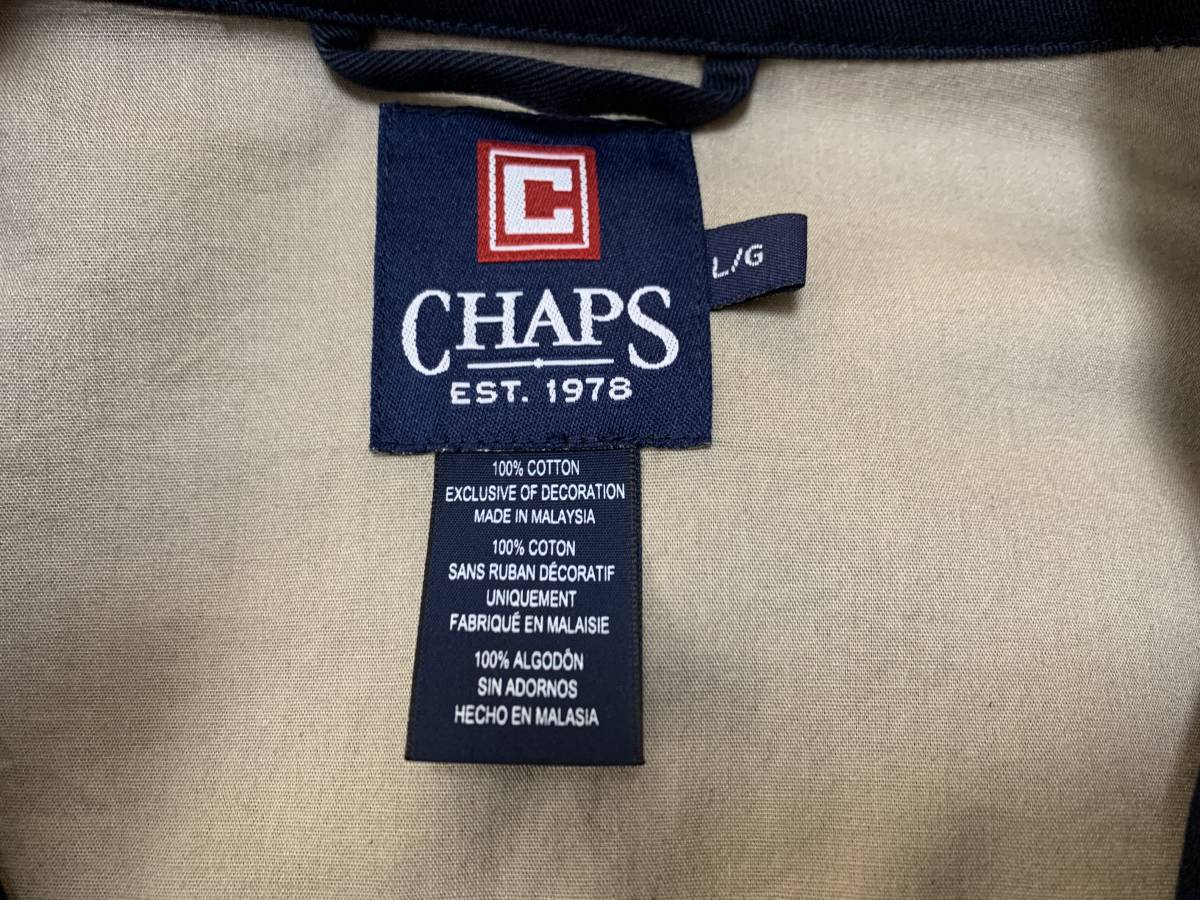 C
CHAPS
EST. 1978
L/G
100% COTTON
EXCLUSIVE OF DECORATION
MADE IN MALAYSIA
100% COTON
SANS RUBAN DÉCORATIF
UNIQUEMENT
FABRIQUÉ EN MALAISIE
100% ALGODÓN
SIN ADORNOS
HECHO EN MALASIA